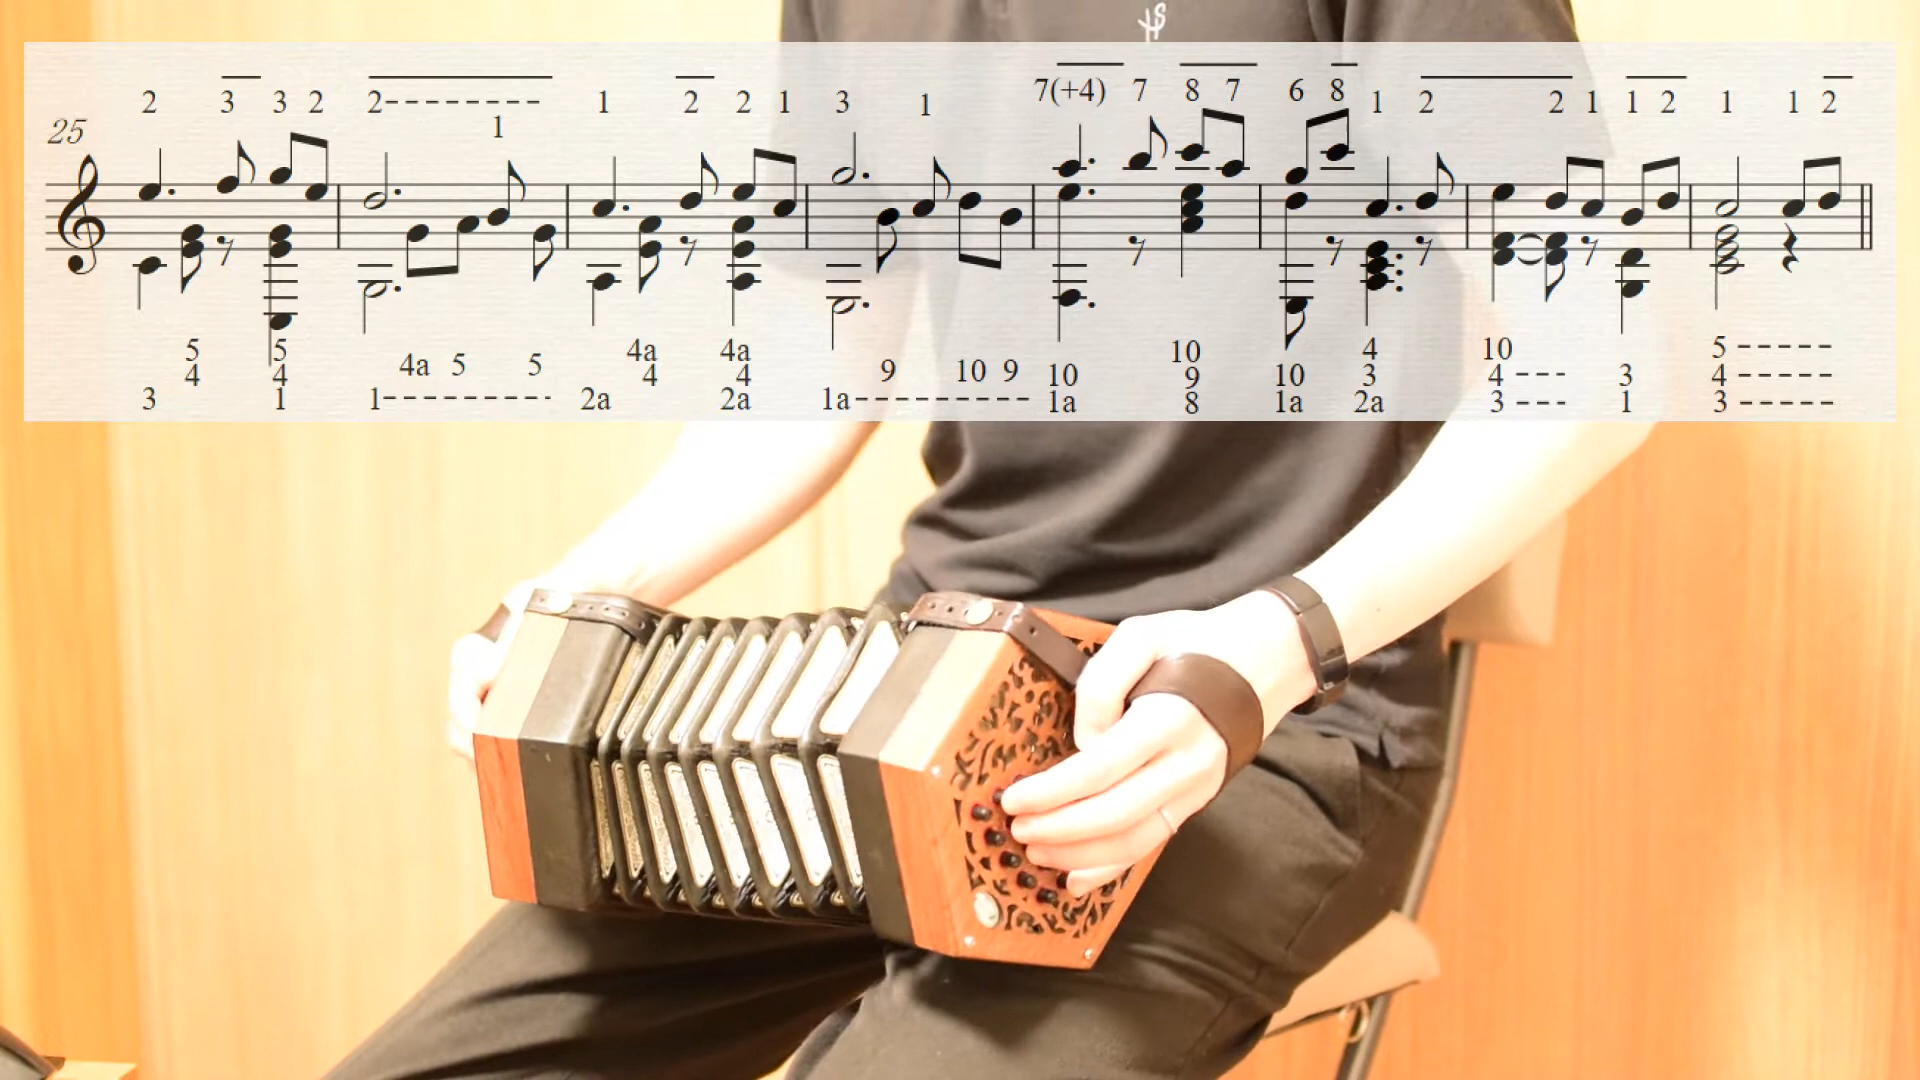 HS
7(+4) 7 8 7 6 8
2 3 3 2 2 1 2 2 1 3 1 1 2 2 1 1 2 1 1 2
25 1
5 5 4a 4a 10 4 10 5
4 4 4a 5 5 4 4 9 10 9 10 9 10 3 4 3 4
3 1 1 2a 2a 1a 1a 8 1a 2a 3 1 3